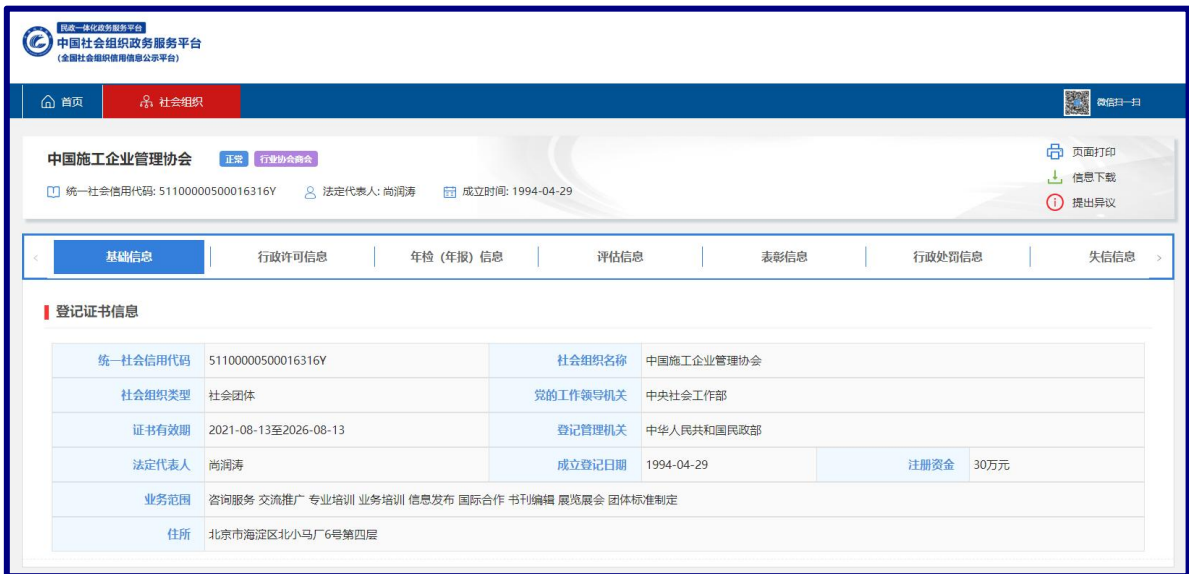 民政一体化政务服务平台
中国社会组织政务服务平台
(全国社会组织信用信息公示平台)
首页 社会组织 微信扫一扫
中国施工企业管理协会 正常 行业协会商会
页面打印
统一社会信用代码: 51100000500016316Y 法定代表人: 尚润涛 成立时间: 1994-04-29
信息下载
提出异议
基础信息 行政许可信息 年检（年报）信息 评估信息 表彰信息 行政处罚信息 失信信息
登记证书信息
统一社会信用代码 51100000500016316Y 社会组织名称 中国施工企业管理协会
社会组织类型 社会团体 党的工作领导机关 中央社会工作部
证书有效期 2021-08-13至2026-08-13 登记管理机关 中华人民共和国民政部
法定代表人 尚润涛 成立登记日期 1994-04-29 注册资金 30万元
业务范围 咨询服务 交流推广 专业培训 业务培训 信息发布 国际合作 书刊编辑 展览展会 团体标准制定
住所 北京市海淀区北小马厂6号第四层